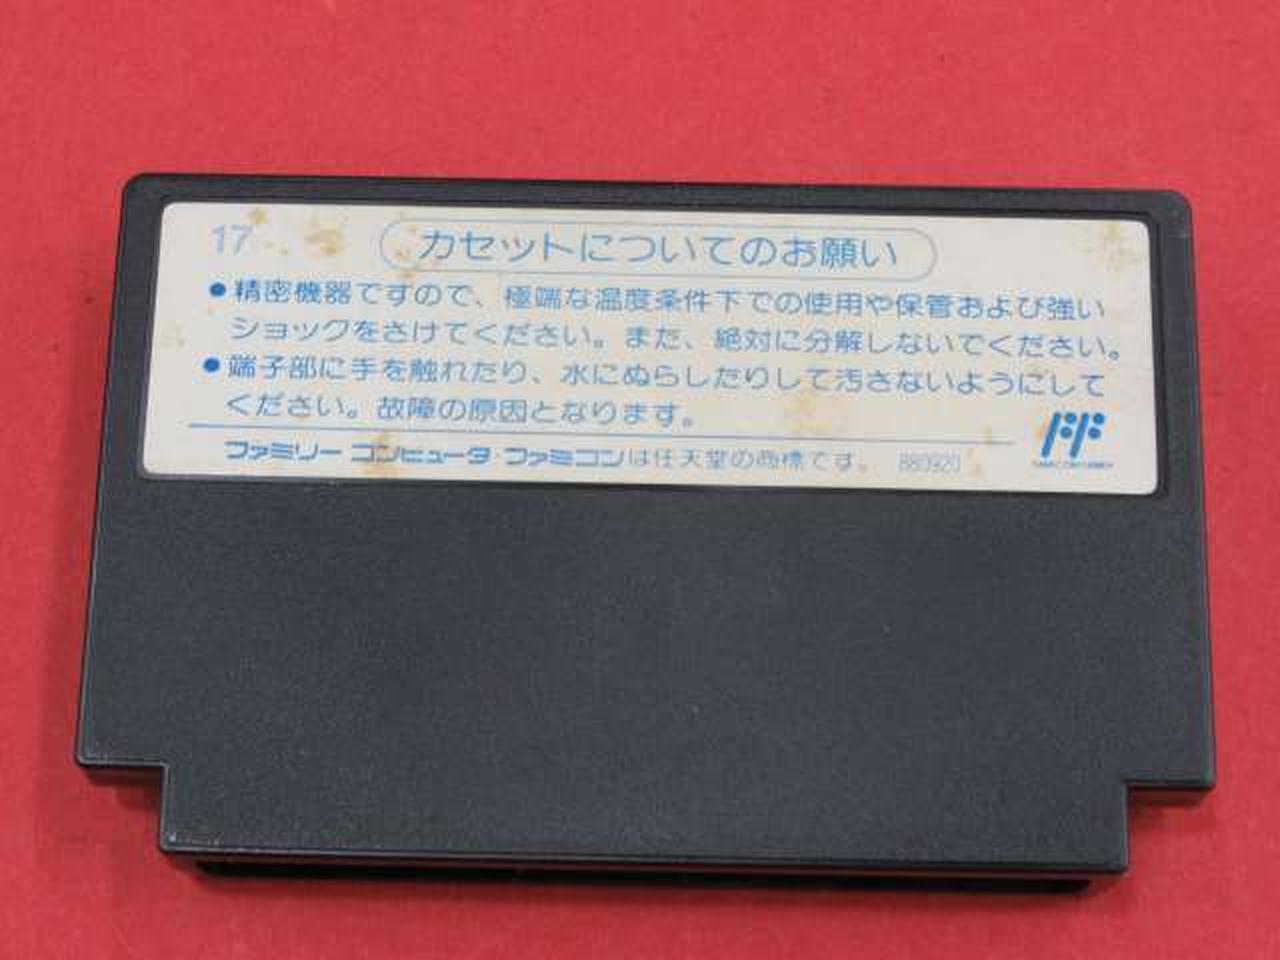 17
カセットについてのお願い
●精密機器ですので、極端な温度条件下での使用や保管および強い
ショックをさけてください。また、絶対に分解しないでください。
●端子部に手を触れたり、水にぬらしたりして汚さないようにして
ください。故障の原因となります。
ファミリー コンピュータ・ファミコンは任天堂の商標です。 880920